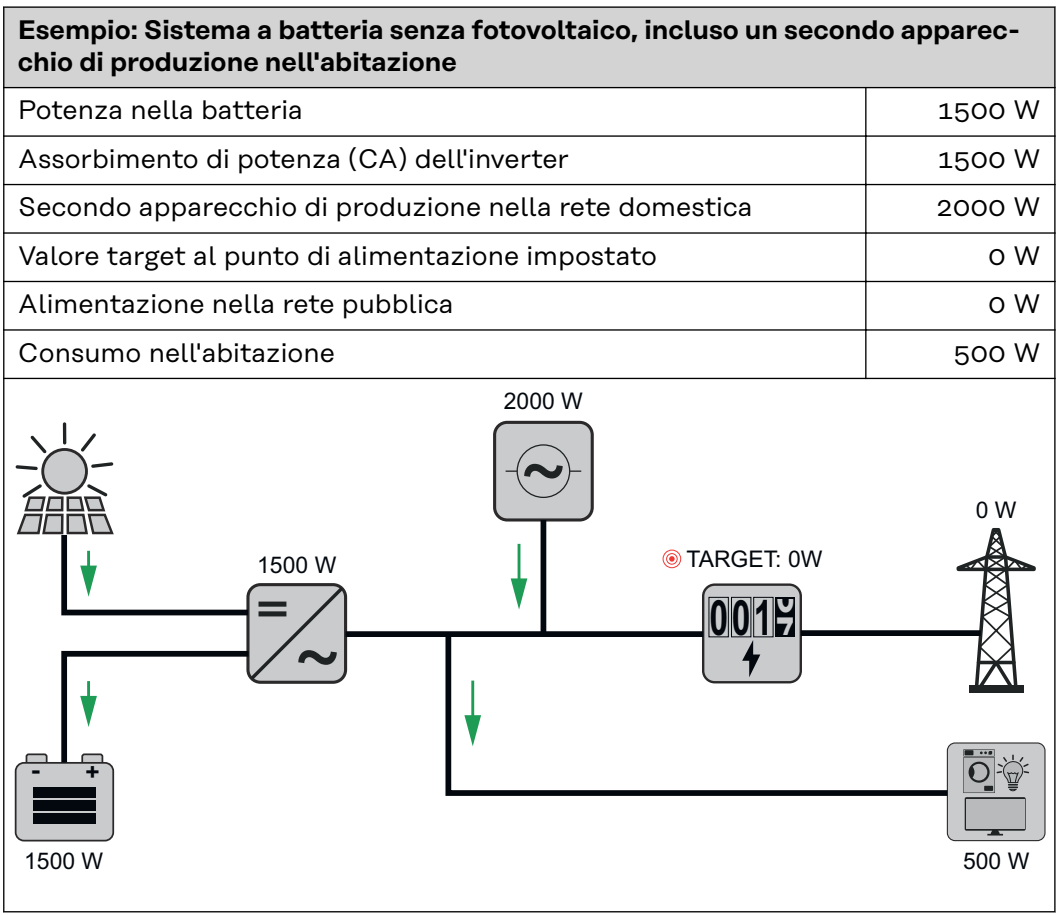 Esempio: Sistema a batteria senza fotovoltaico, incluso un secondo apparec-
chio di produzione nell'abitazione
Potenza nella batteria 1500 W
Assorbimento di potenza (CA) dell'inverter 1500 W
Secondo apparecchio di produzione nella rete domestica 2000 W
Valore target al punto di alimentazione impostato 0 W
Alimentazione nella rete pubblica 0 W
Consumo nell'abitazione 500 W
2000 W
0 W
1500 W
TARGET: 0W
001
- +
1500 W
500 W